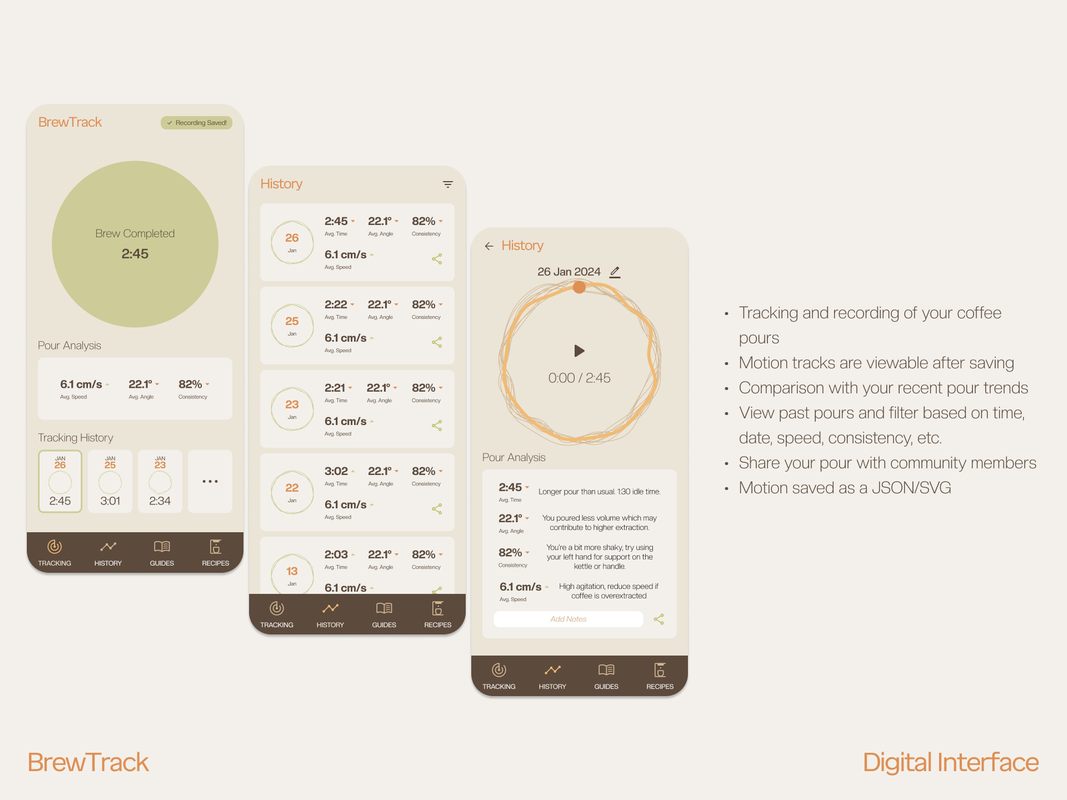 BrewTrack
✓ Recording Saved!
Brew Completed
2:45
Pour Analysis
6.1 cm/s 22.1° 82%
Avg. Speed Avg. Angle Consistency
Tracking History
JAN JAN JAN
26 25 23
2:45 3:01 2:34
•••
TRACKING HISTORY GUIDES RECIPES
History
26
Jan
2:45 22.1° 82%
Avg. Time Avg. Angle Consistency
6.1 cm/s
Avg. Speed
25
Jan
2:22 22.1° 82%
Avg. Time Avg. Angle Consistency
6.1 cm/s
Avg. Speed
23
Jan
2:21 22.1° 82%
Avg. Time Avg. Angle Consistency
6.1 cm/s
Avg. Speed
22
Jan
3:02 22.1° 82%
Avg. Time Avg. Angle Consistency
6.1 cm/s
Avg. Speed
13
Jan
2:03 22.1° 82%
Avg. Time Avg. Angle Consistency
6.1 cm/s
TRACKING HISTORY GUIDES RECIPES
← History
26 Jan 2024
0:00 / 2:45
Pour Analysis
2:45
Avg. Time
Longer pour than usual. 1:30 idle time.
22.1°
Avg. Angle
You poured less volume which may
contribute to higher extraction.
82%
Consistency
You're a bit more shaky, try using
your left hand for support on the
kettle or handle.
6.1 cm/s
Avg. Speed
High agitation, reduce speed if
coffee is overextracted
Add Notes
TRACKING HISTORY GUIDES RECIPES
• Tracking and recording of your coffee
pours
• Motion tracks are viewable after saving
• Comparison with your recent pour trends
• View past pours and filter based on time,
date, speed, consistency, etc.
• Share your pour with community members
• Motion saved as a JSON/SVG
BrewTrack
Digital Interface